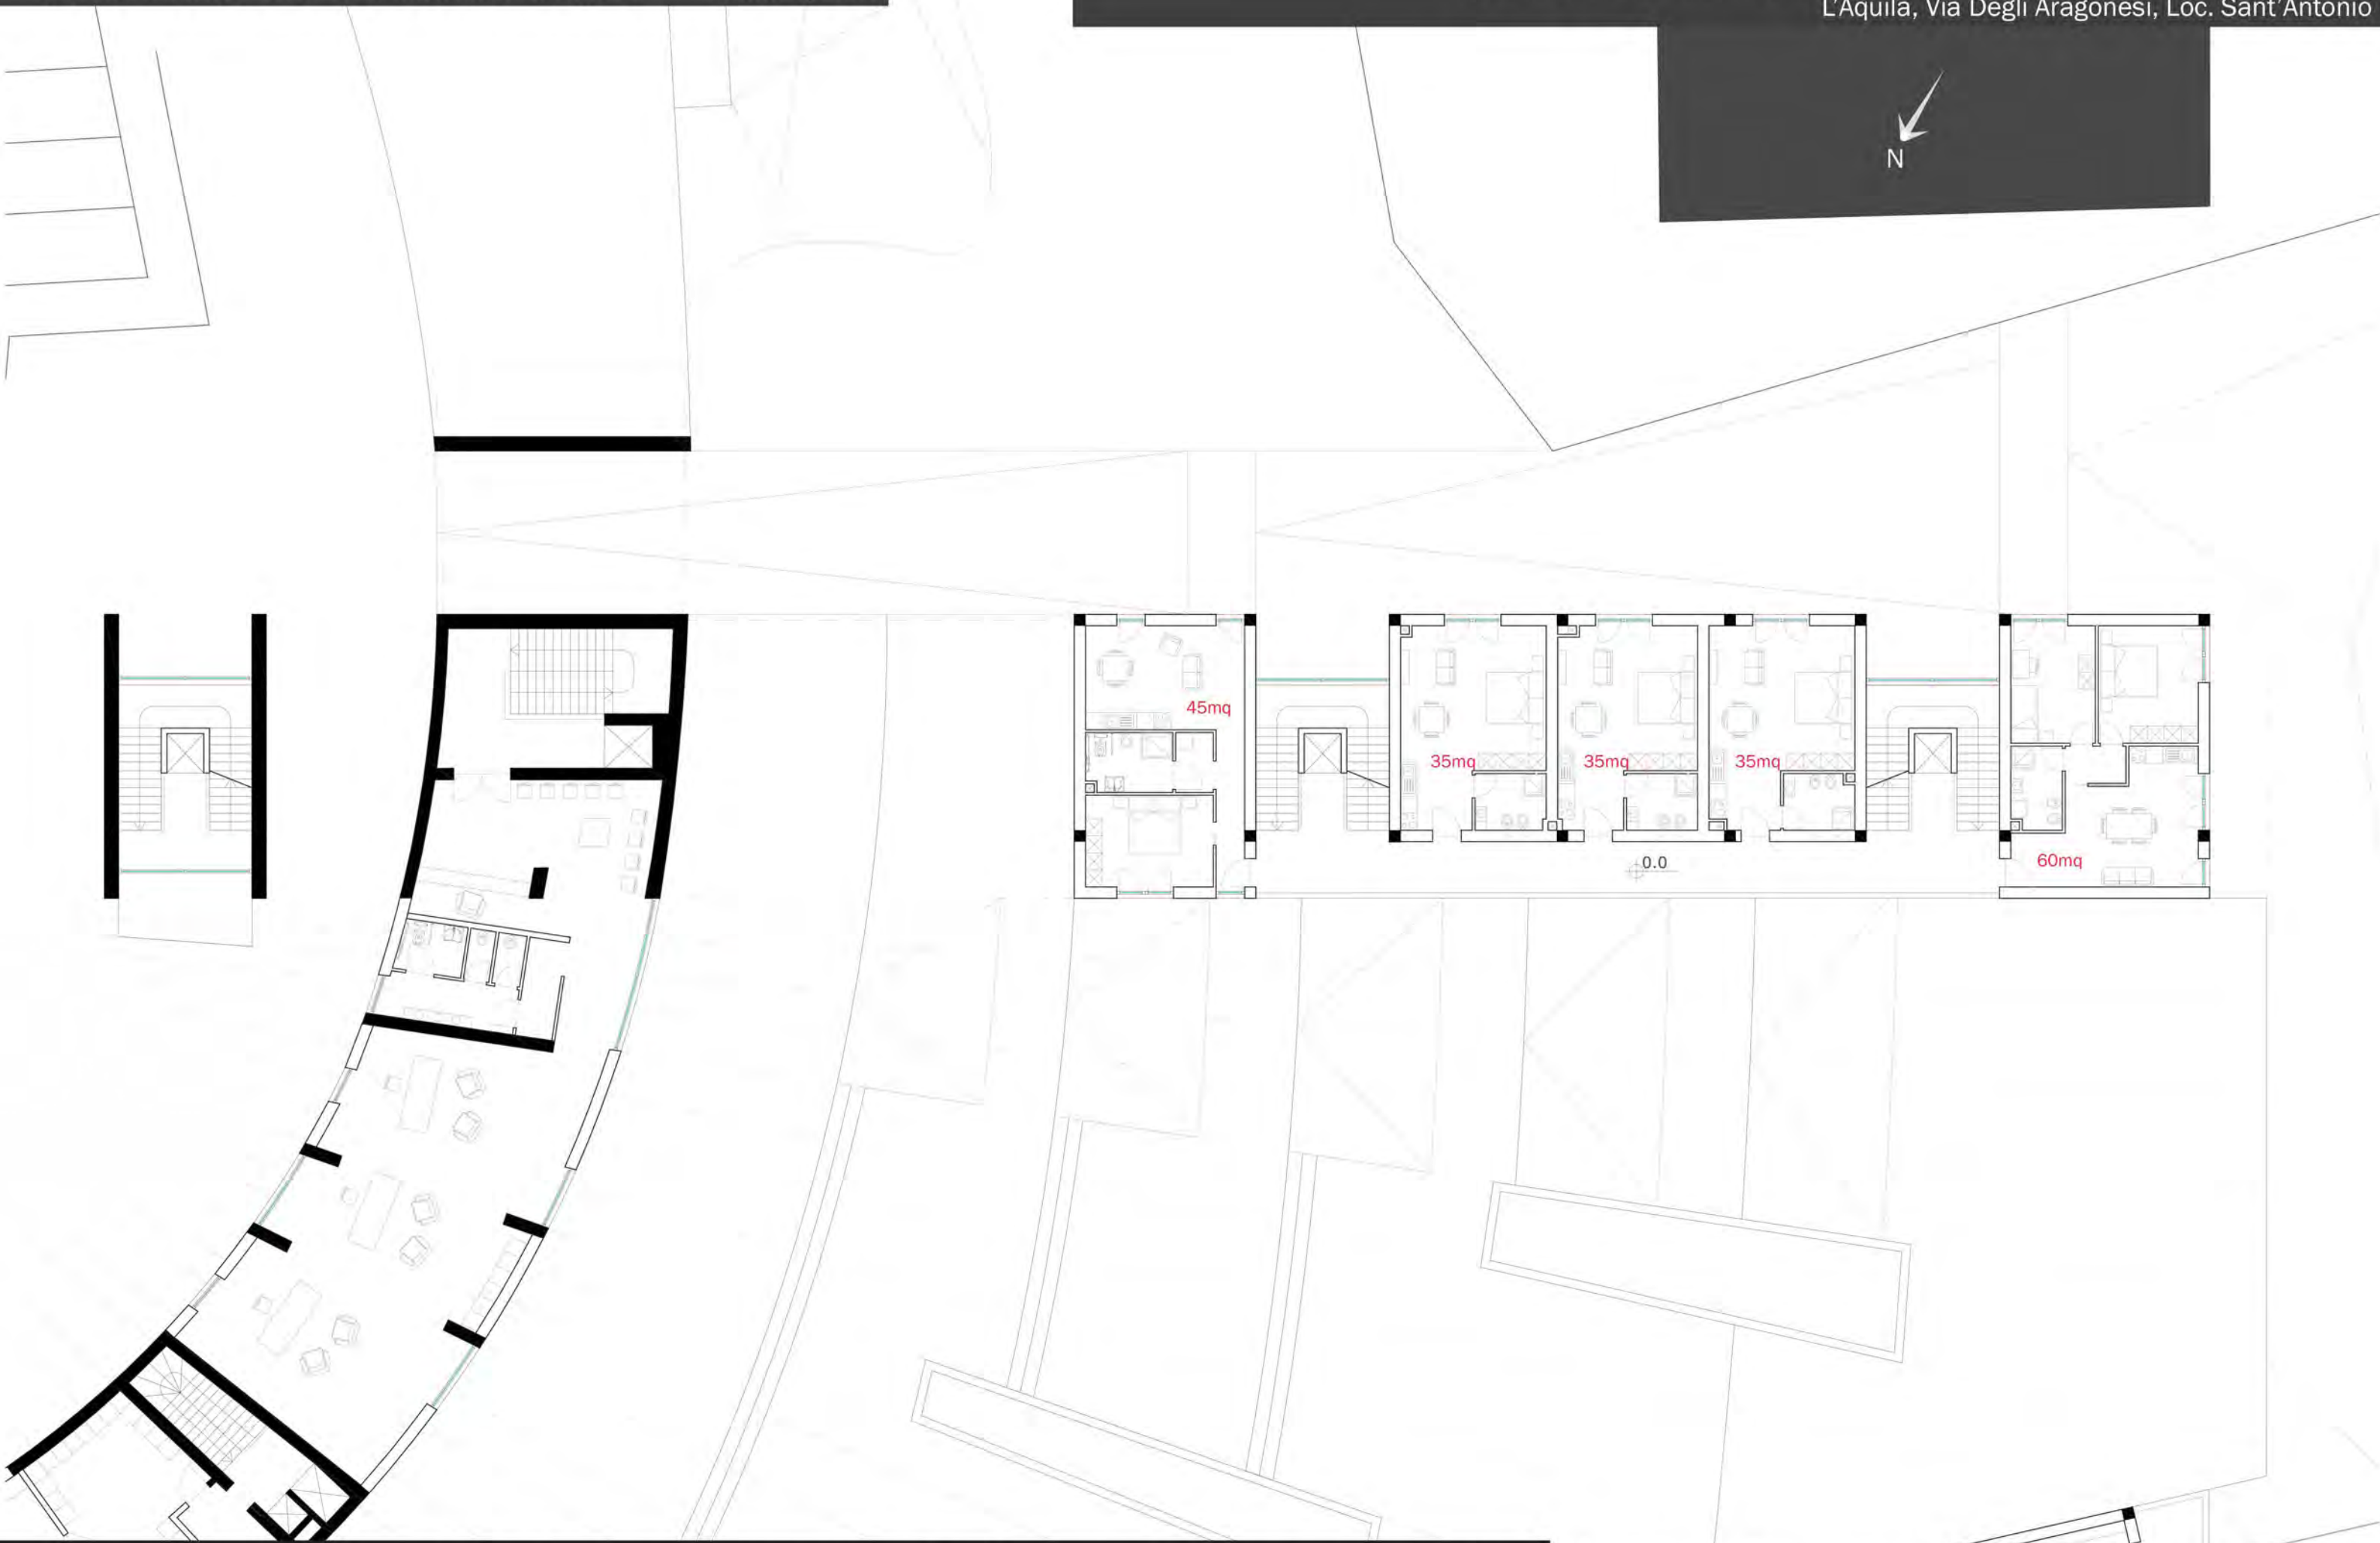 L'Aquila, Via Degli Aragonesi, Loc. Sant'Antonio
N
45mq
35mq
35mq
35mq
0.0
60mq